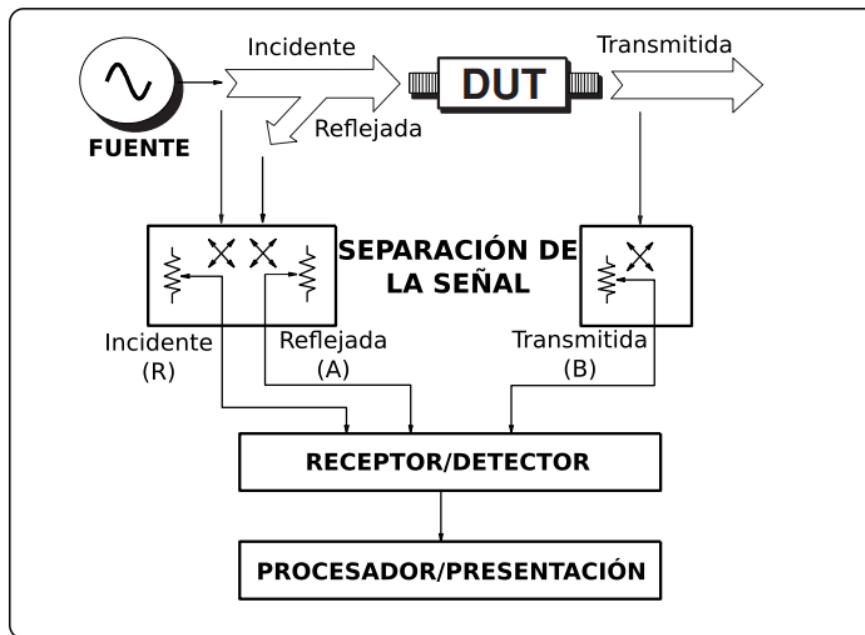 Incidente
Transmitida
DUT
Reflejada
FUENTE
SEPARACIÓN DE
LA SEÑAL
Incidente
(R)
Reflejada
(A)
Transmitida
(B)
RECEPTOR/DETECTOR
PROCESADOR/PRESENTACIÓN